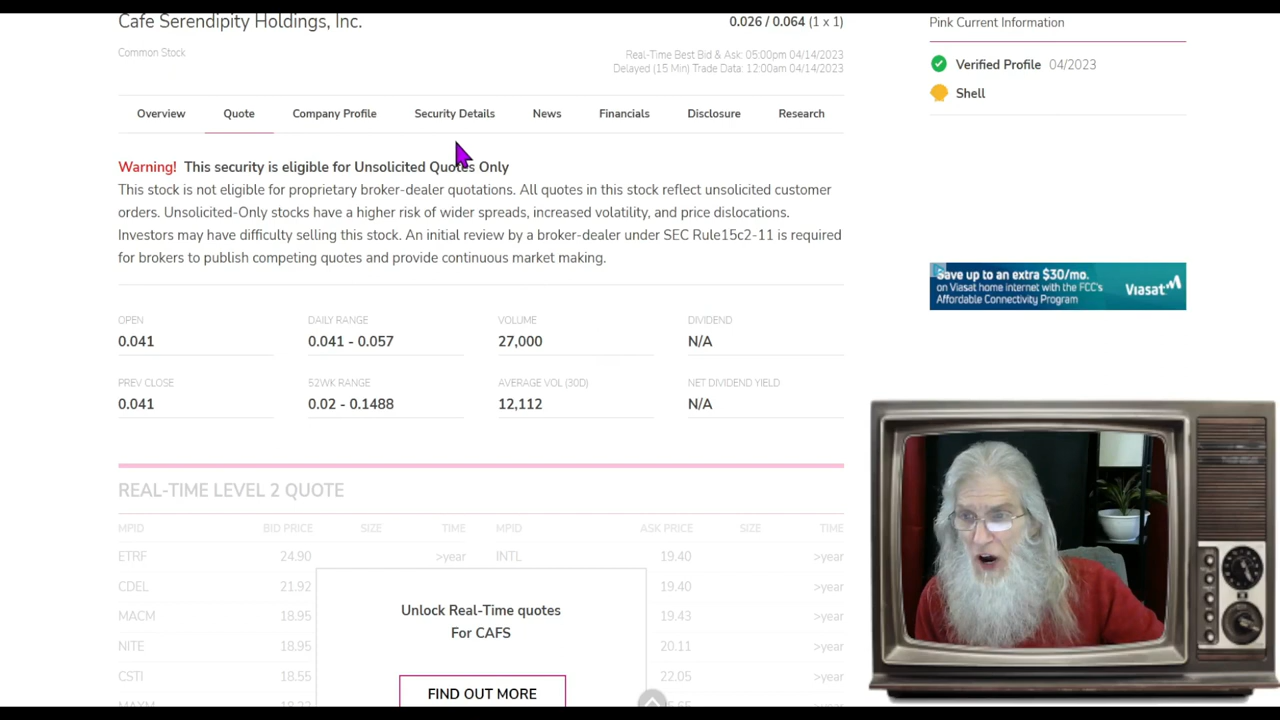 Cafe Serendipity Holdings, Inc.
0.026 / 0.064 (1 x 1)
Common Stock
Real-Time Best Bid & Ask: 05:00pm 04/14/2023
Delayed (15 Min) Trade Data: 12:00am 04/14/2023
Pink Current Information
Verified Profile 04/2023
Shell
Overview Quote Company Profile Security Details News Financials Disclosure Research
Warning! This security is eligible for Unsolicited Quotes Only
This stock is not eligible for proprietary broker-dealer quotations. All quotes in this stock reflect unsolicited customer
orders. Unsolicited-Only stocks have a higher risk of wider spreads, increased volatility, and price dislocations.
Investors may have difficulty selling this stock. An initial review by a broker-dealer under SEC Rule15c2-11 is required
for brokers to publish competing quotes and provide continuous market making.
Save up to an extra $30/mo.
on Viasat home internet with the FCC's
Affordable Connectivity Program
Viasat
OPEN DAILY RANGE VOLUME DIVIDEND
0.041 0.041 - 0.057 27,000 N/A
PREV CLOSE 52WK RANGE AVERAGE VOL (30D) NET DIVIDEND YIELD
0.041 0.02 - 0.1488 12,112 N/A
REAL-TIME LEVEL 2 QUOTE
MPID BID PRICE SIZE TIME MPID ASK PRICE SIZE TIME
ETRF 24.90 >year INTL 19.40 >year
CDEL 21.92 19.40 >year
MACM 18.95 19.43 >year
NITE 18.95 20.11 >year
CSTI 18.55 22.05 >year
Unlock Real-Time quotes
For CAFS
FIND OUT MORE